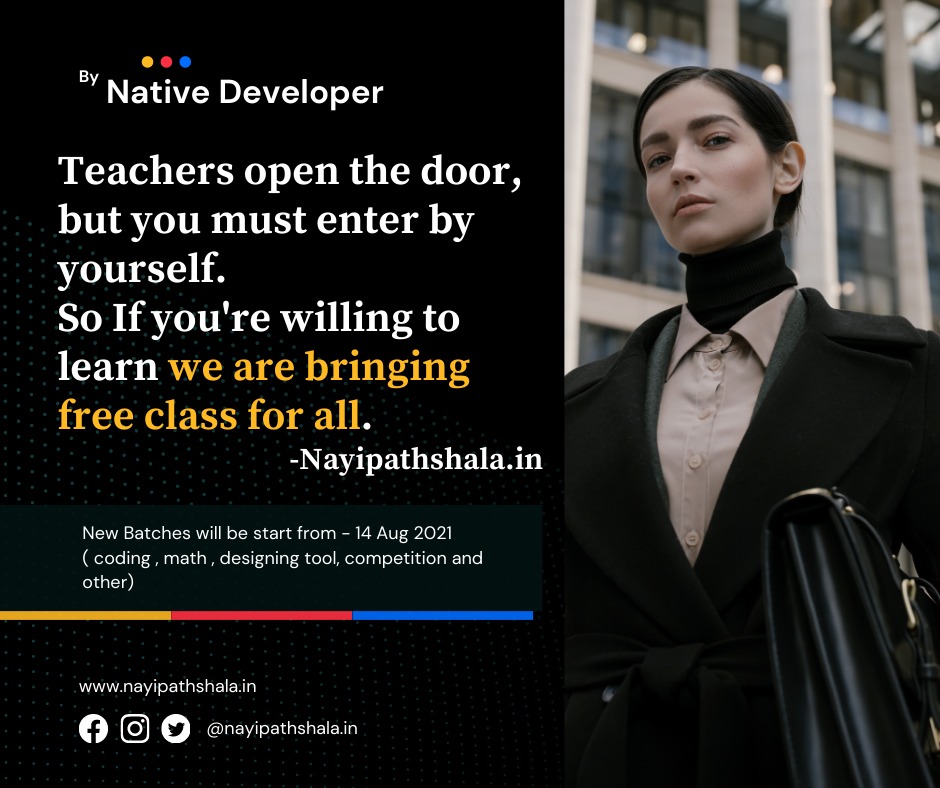 By Native Developer
Teachers open the door,
but you must enter by
yourself.
So If you're willing to
learn we are bringing
free class for all.
-Nayipathshala.in
New Batches will be start from - 14 Aug 2021
( coding , math , designing tool, competition and
other)
www.nayipathshala.in
@nayipathshala.in